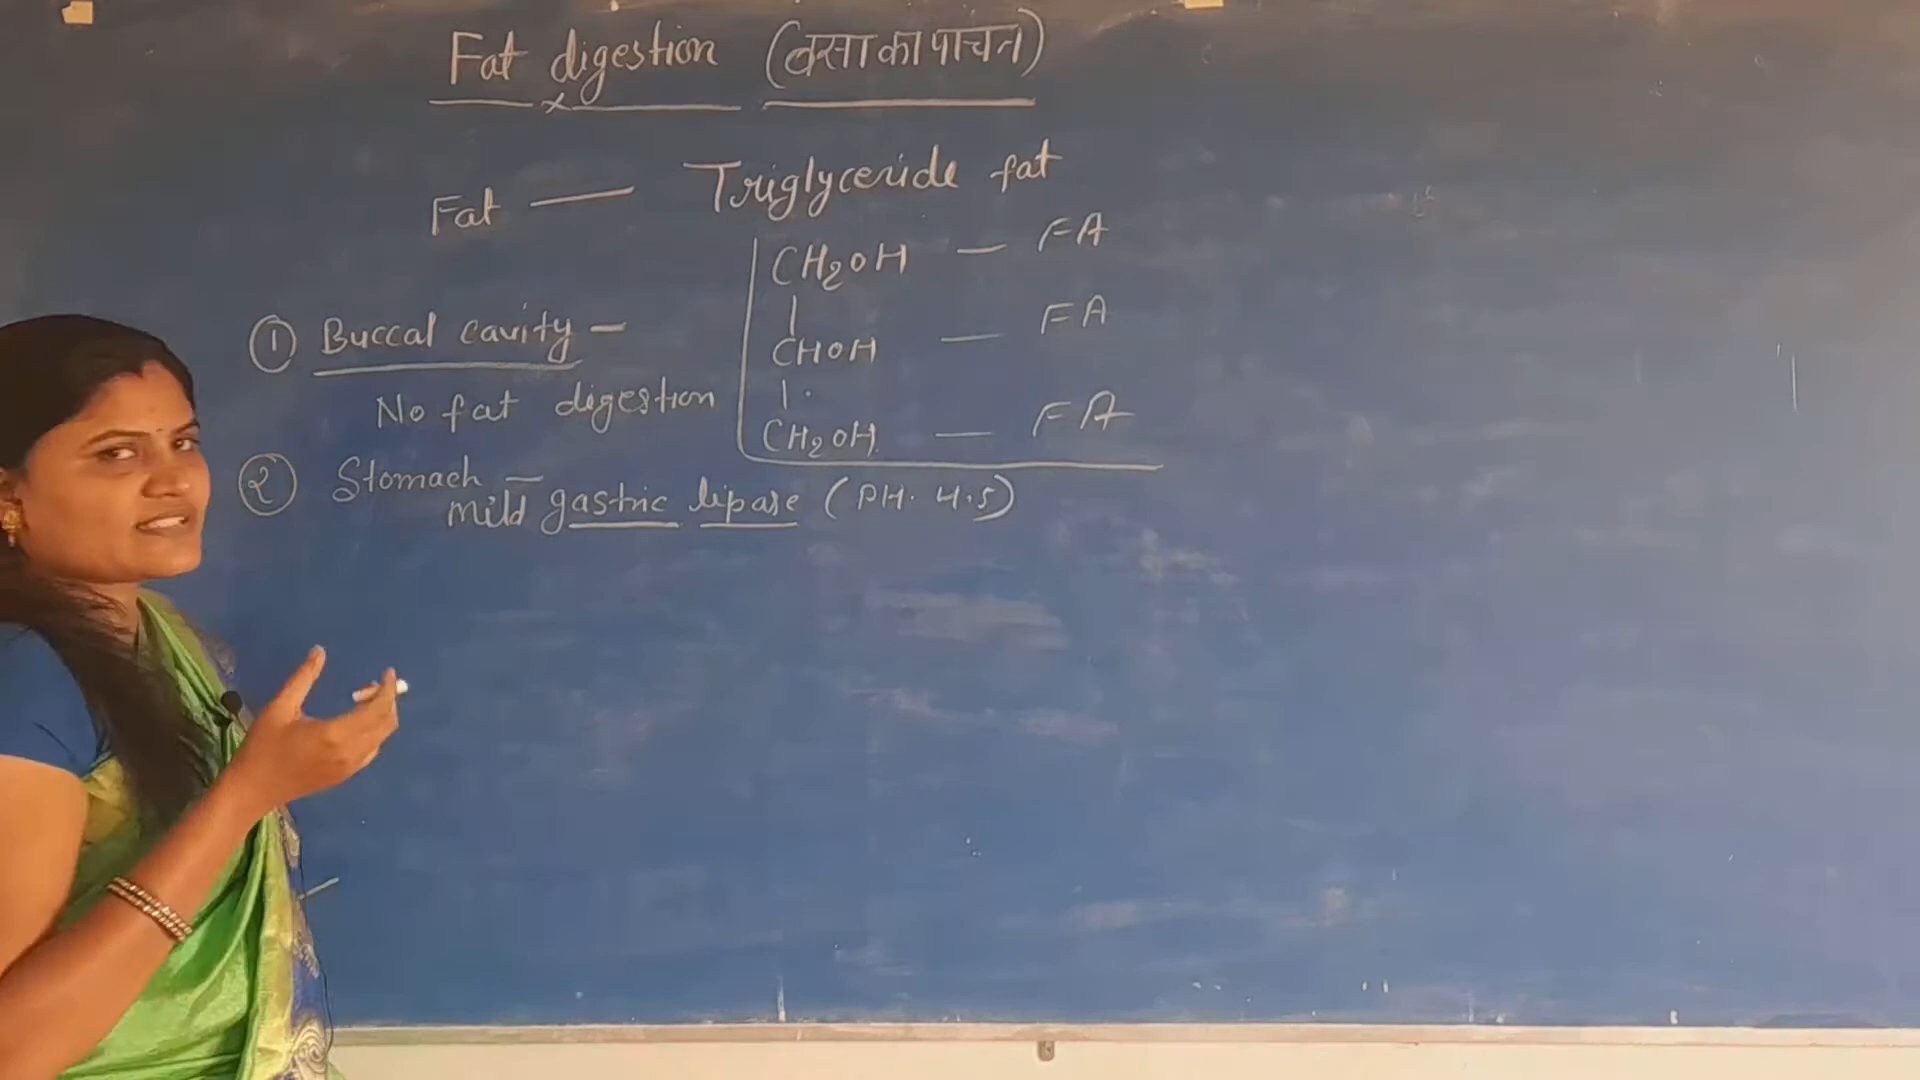 Fat digestion (वसा का पाचन)
Fat — Triglyceride fat
CH2OH — FA
CHOH — FA
CH2OH — FA
① Buccal cavity –
No fat digestion
② Stomach –
mild gastric lipase (PH. 4.5)